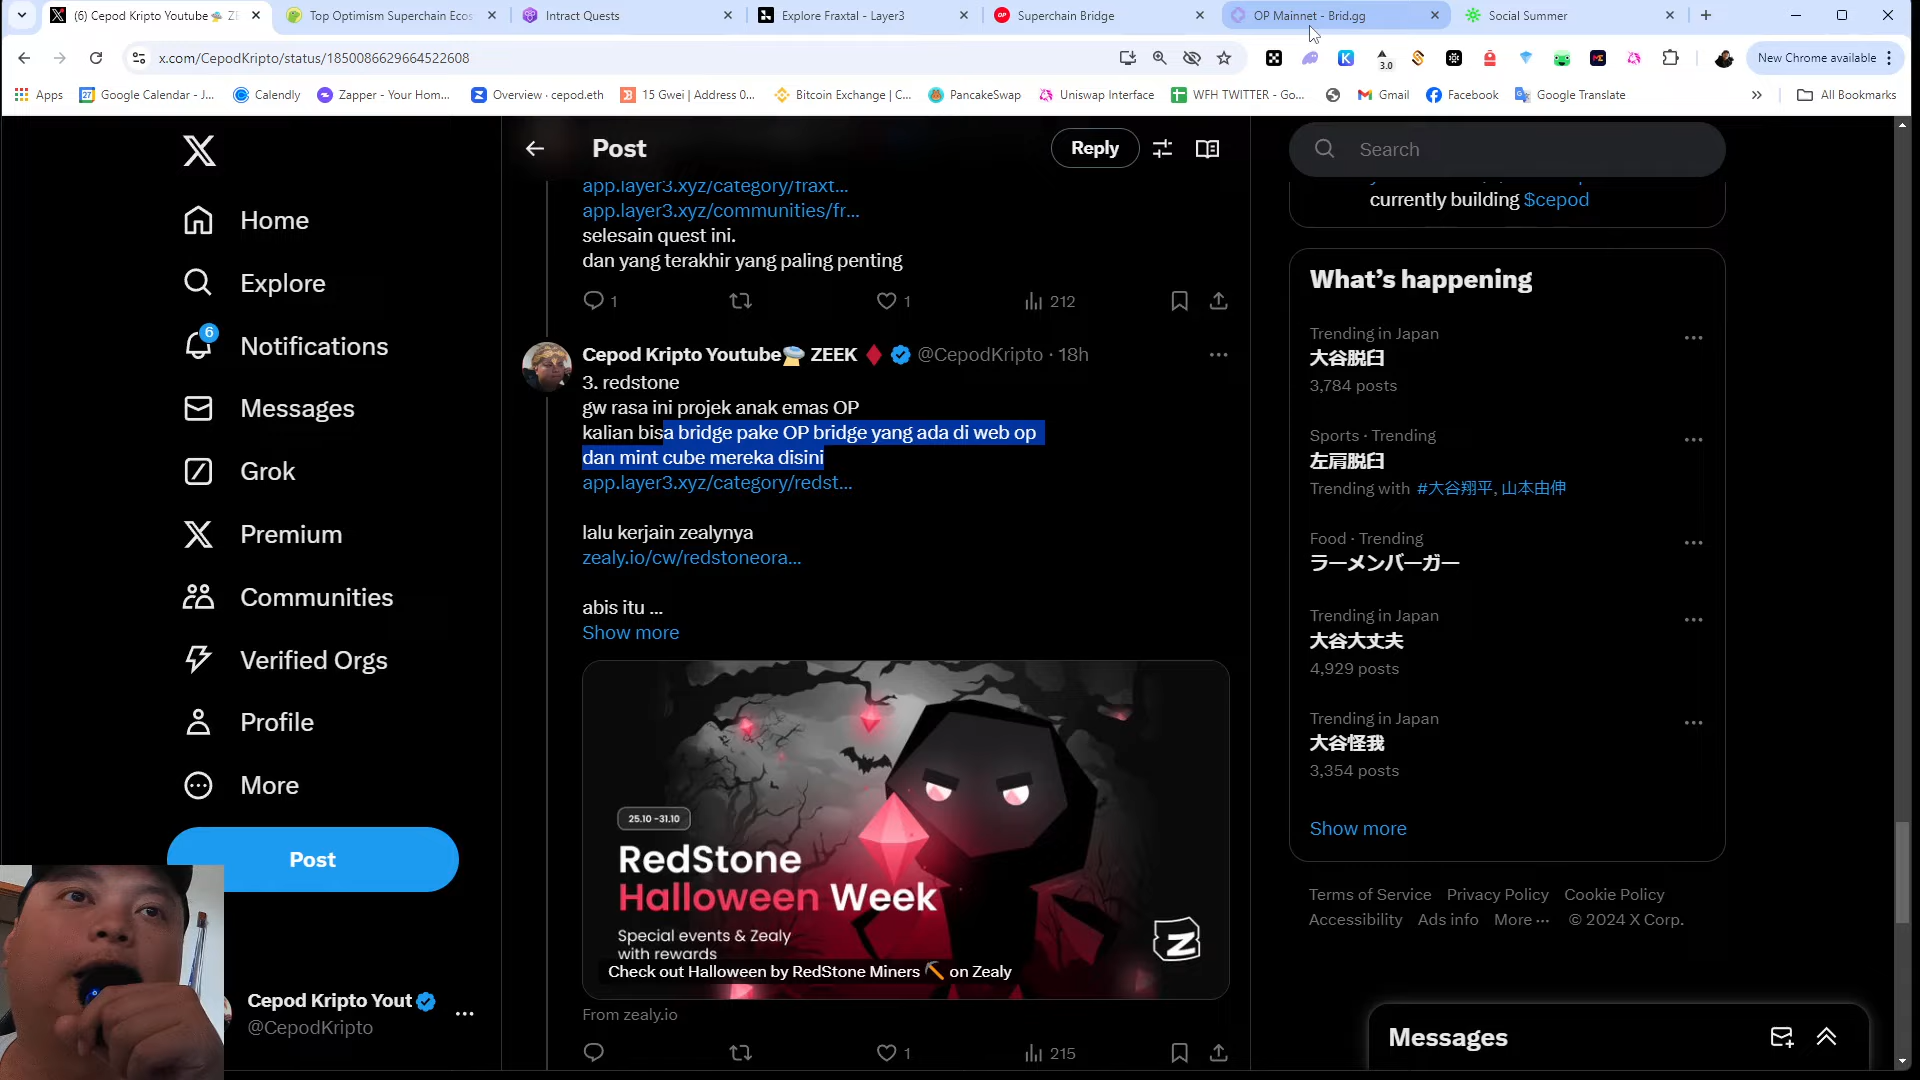 (6) Cepod Kripto Youtube🛸 Z
Top Optimism Superchain Ecos
Intract Quests
Explore Fraxtal - Layer3
Superchain Bridge
OP Mainnet - Brid.gg
Social Summer
x.com/CepodKripto/status/1850086629664522608
3.0
New Chrome available
Apps
Google Calendar - J...
Calendly
Zapper - Your Hom...
Overview · cepod.eth
15 Gwei | Address 0...
Bitcoin Exchange | C...
PancakeSwap
Uniswap Interface
WFH TWITTER - Go...
Gmail
Facebook
Google Translate
All Bookmarks
Home
Explore
6
Notifications
Messages
Grok
Premium
Communities
Verified Orgs
Profile
More
Post
Cepod Kripto Yout
@CepodKripto
Post
Reply
app.layer3.xyz/category/fraxt...
app.layer3.xyz/communities/fr...
selesain quest ini.
dan yang terakhir yang paling penting
1
1
212
Cepod Kripto Youtube🛸 ZEEK ♦️ @CepodKripto · 18h
3. redstone
gw rasa ini projek anak emas OP
kalian bisa bridge pake OP bridge yang ada di web op
dan mint cube mereka disini
app.layer3.xyz/category/redst...
lalu kerjain zealynya
zealy.io/cw/redstoneora...
abis itu ...
Show more
25.10 -31.10
RedStone
Halloween Week
Special events & Zealy
with rewards
Check out Halloween by RedStone Miners ⛏️ on Zealy
From zealy.io
1
215
Search
currently building $cepod
What's happening
Trending in Japan
大谷脱臼
3,784 posts
Sports · Trending
左肩脱臼
Trending with #大谷翔平, 山本由伸
Food · Trending
ラーメンバーガー
Trending in Japan
大谷大丈夫
4,929 posts
Trending in Japan
大谷怪我
3,354 posts
Show more
Terms of Service Privacy Policy Cookie Policy
Accessibility Ads info More ··· © 2024 X Corp.
Messages